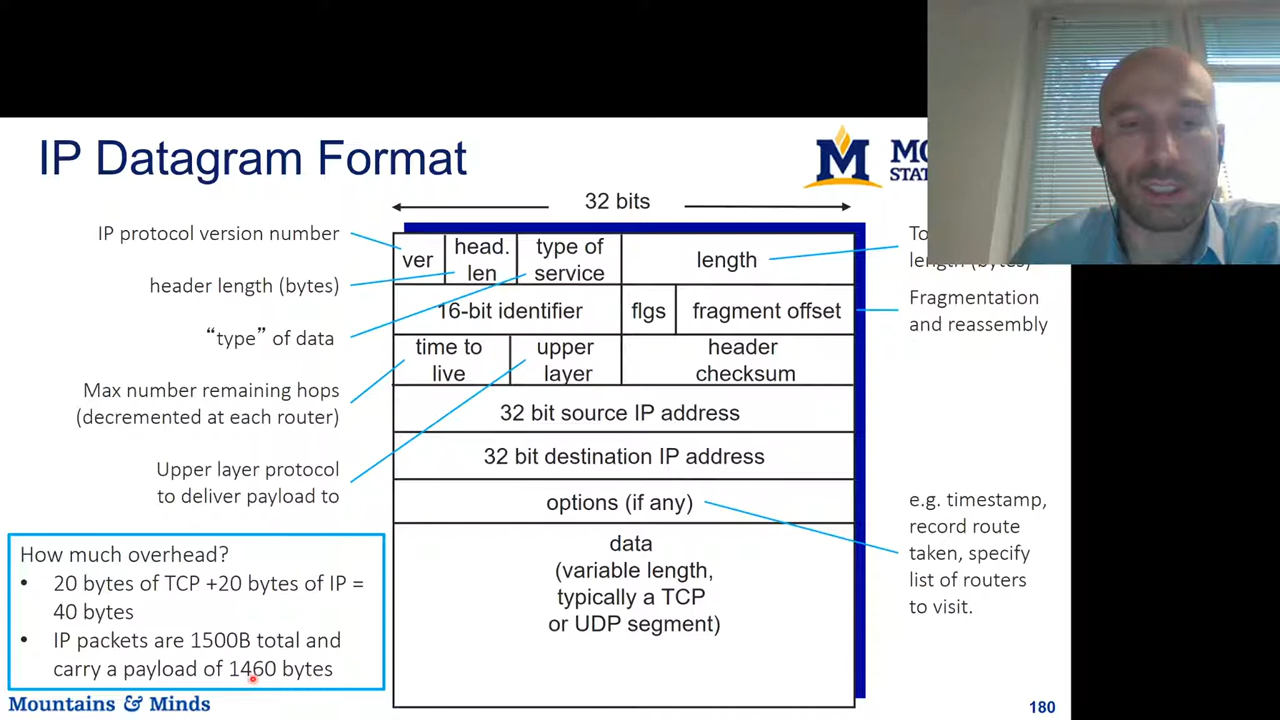 IP Datagram Format
M
STAT
32 bits
IP protocol version number
header length (bytes)
“type” of data
Max number remaining hops
(decremented at each router)
Upper layer protocol
to deliver payload to
ver
head.
len
type of
service
length
16-bit identifier
flgs
fragment offset
time to
live
upper
layer
header
checksum
32 bit source IP address
32 bit destination IP address
options (if any)
data
(variable length,
typically a TCP
or UDP segment)
To
length (bytes)
Fragmentation
and reassembly
e.g. timestamp,
record route
taken, specify
list of routers
to visit.
How much overhead?
• 20 bytes of TCP +20 bytes of IP =
40 bytes
• IP packets are 1500B total and
carry a payload of 1460 bytes
Mountains & Minds
180